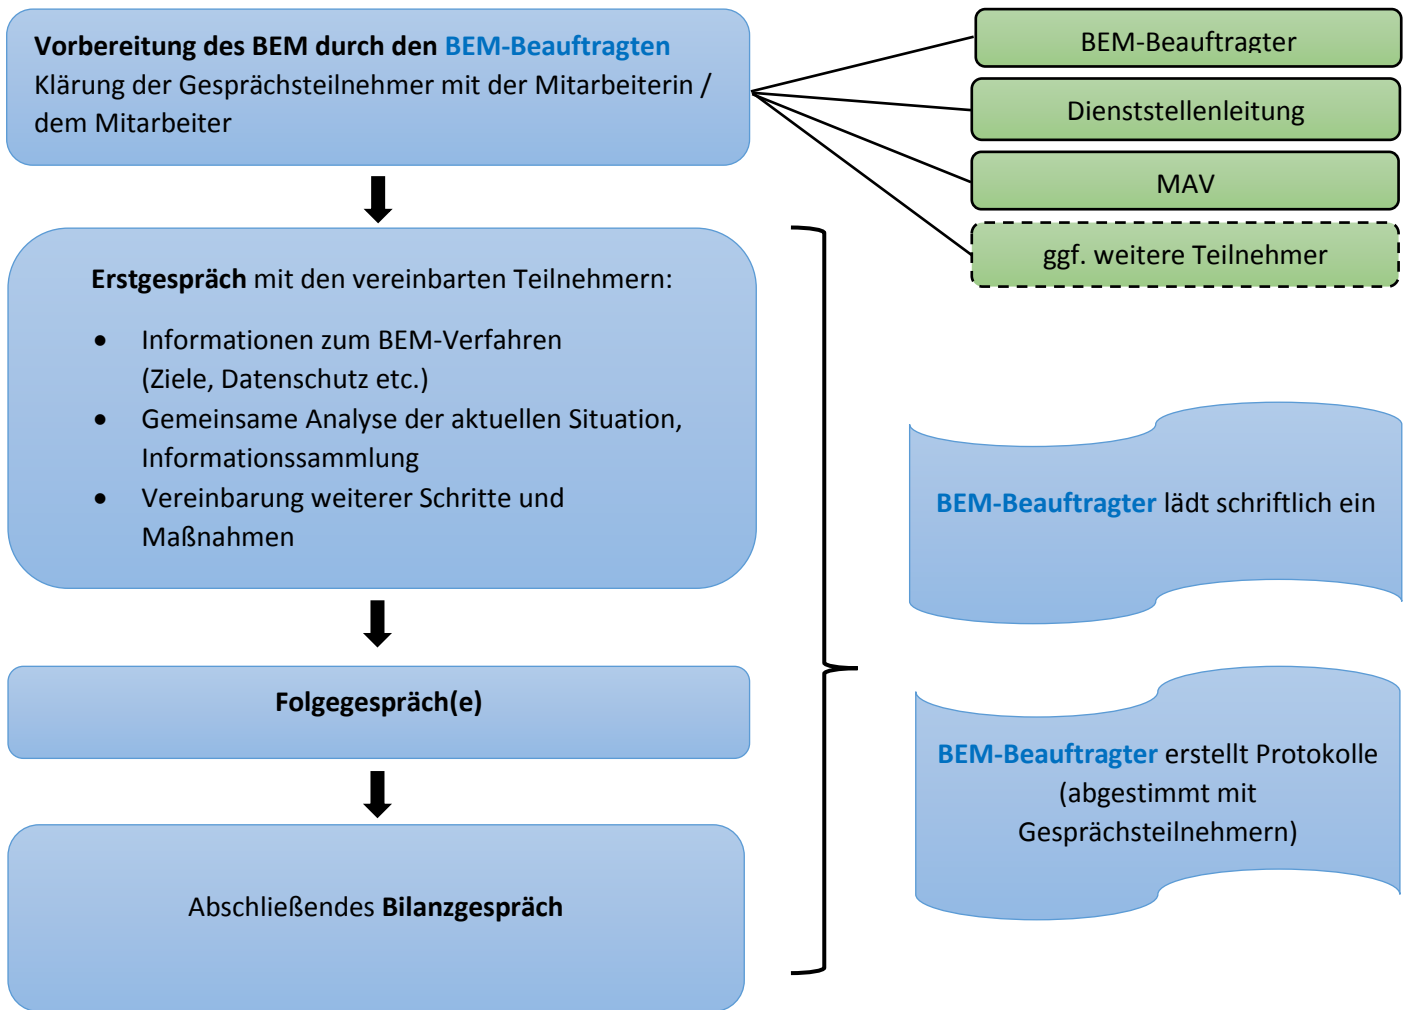 Vorbereitung des BEM durch den BEM-Beauftragten
Klärung der Gesprächsteilnehmer mit der Mitarbeiterin /
dem Mitarbeiter
BEM-Beauftragter
Dienststellenleitung
MAV
ggf. weitere Teilnehmer
Erstgespräch mit den vereinbarten Teilnehmern:
• Informationen zum BEM-Verfahren
(Ziele, Datenschutz etc.)
• Gemeinsame Analyse der aktuellen Situation,
Informationssammlung
• Vereinbarung weiterer Schritte und
Maßnahmen
BEM-Beauftragter lädt schriftlich ein
Folgegespräch(e)
BEM-Beauftragter erstellt Protokolle
(abgestimmt mit
Gesprächsteilnehmern)
Abschließendes Bilanzgespräch